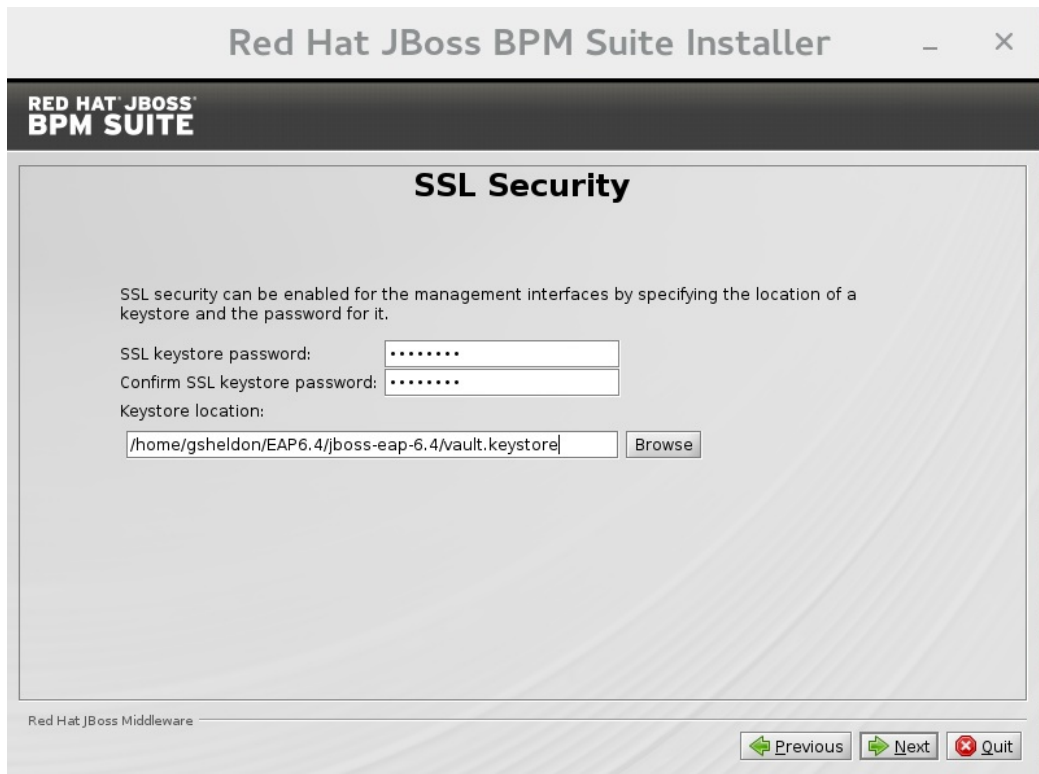 Red Hat JBoss BPM Suite Installer
RED HAT® JBOSS®
BPM SUITE
SSL Security
SSL security can be enabled for the management interfaces by specifying the location of a
keystore and the password for it.
SSL keystore password: ••••••••
Confirm SSL keystore password: ••••••••
Keystore location:
/home/gsheldon/EAP6.4/jboss-eap-6.4/vault.keystore Browse
Red Hat JBoss Middleware
Previous Next Quit